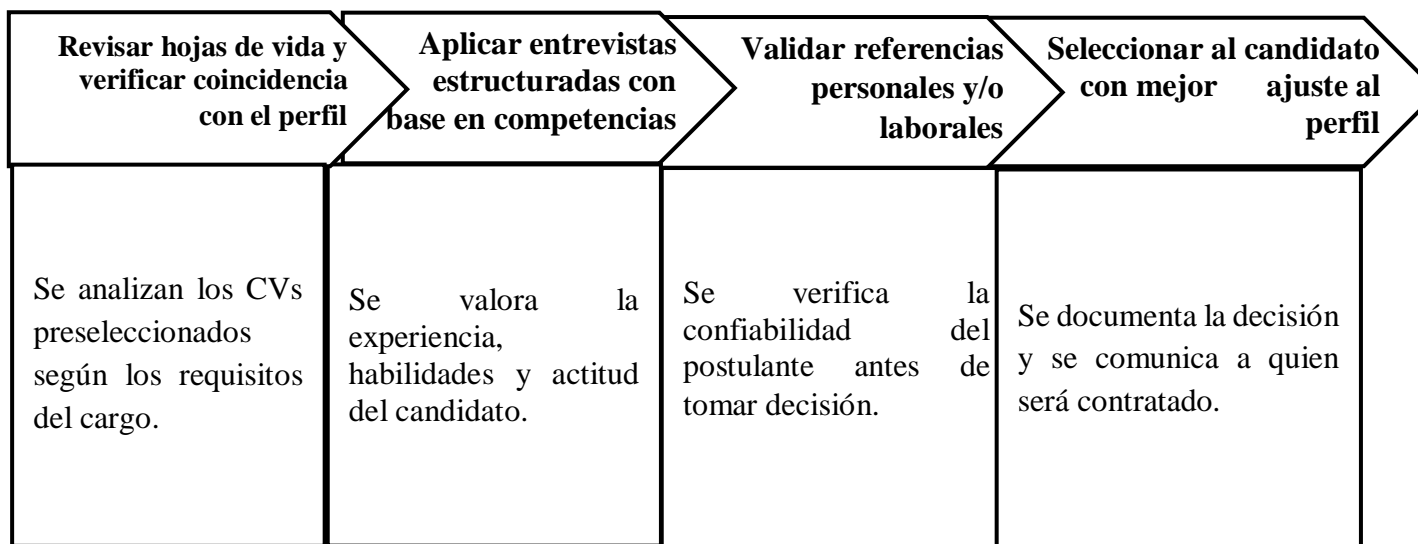 Revisar hojas de vida y
verificar coincidencia
con el perfil
Aplicar entrevistas
estructuradas con
base en competencias
Validar referencias
personales y/o
laborales
Seleccionar al candidato
con mejor ajuste al
perfil
Se analizan los CVs
preseleccionados
según los requisitos
del cargo.
Se valora la
experiencia,
habilidades y actitud
del candidato.
Se verifica la
confiabilidad del
postulante antes de
tomar decisión.
Se documenta la decisión
y se comunica a quien
será contratado.